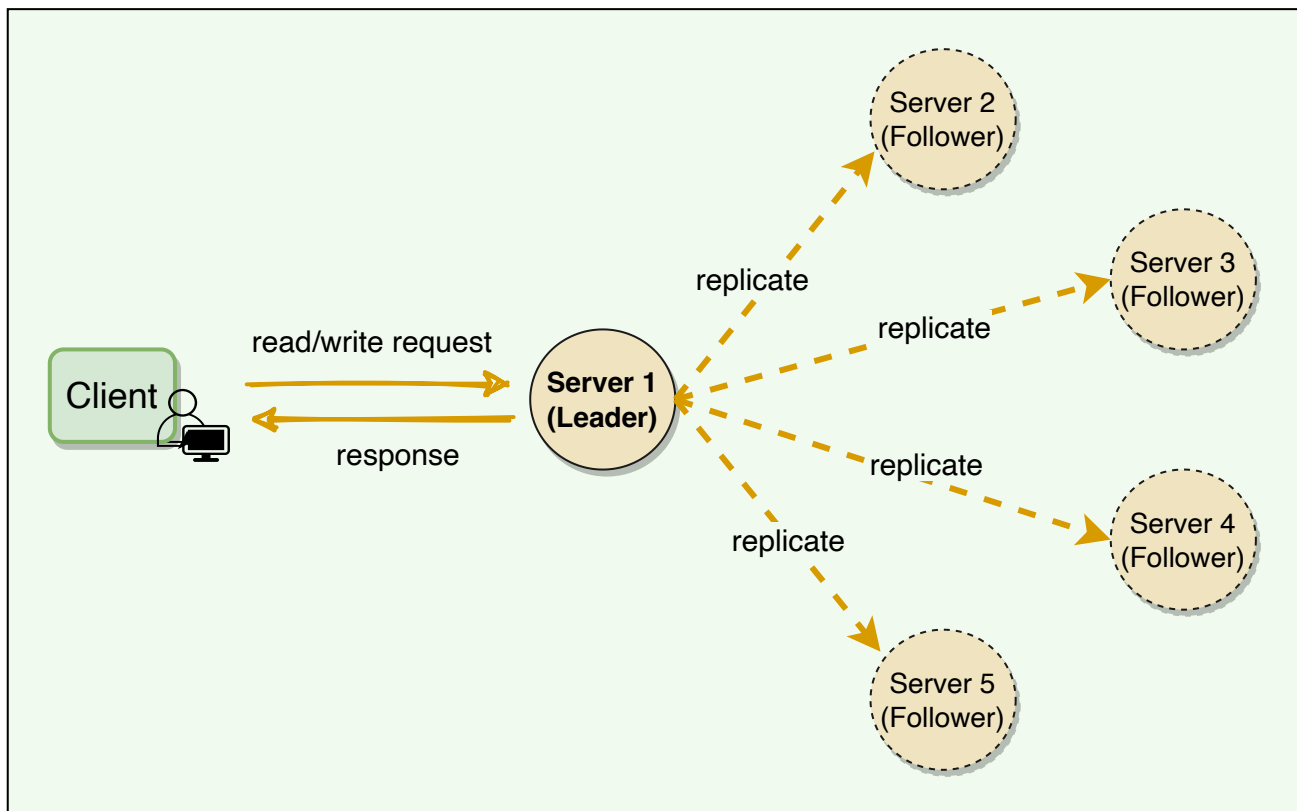 Server 2
(Follower)
Server 3
(Follower)
replicate
replicate
read/write request
Client
Server 1
(Leader)
response
replicate
replicate
Server 4
(Follower)
Server 5
(Follower)